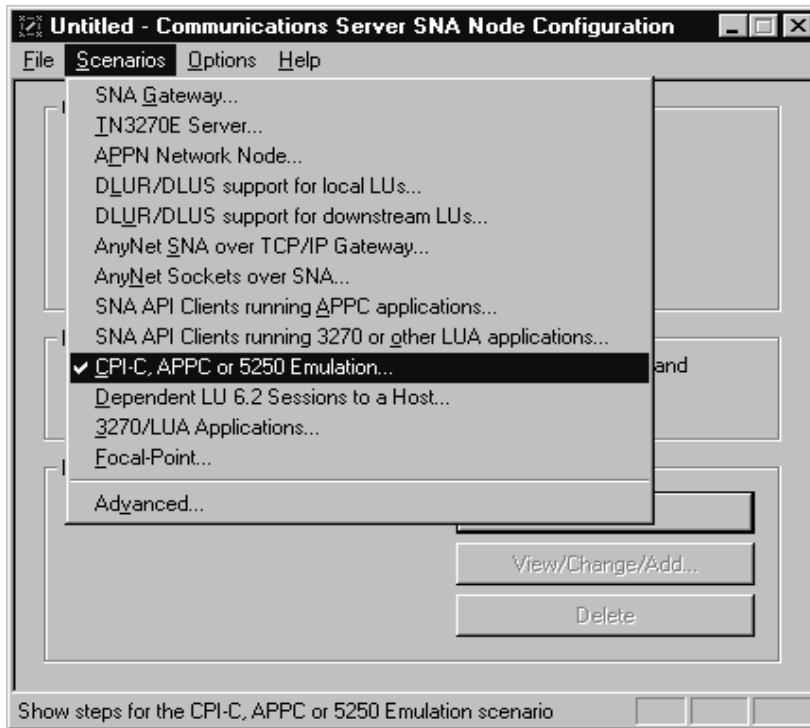 Untitled - Communications Server SNA Node Configuration
File Scenarios Options Help
SNA Gateway...
TN3270E Server...
APPN Network Node...
DLUR/DLUS support for local LUs...
DLUR/DLUS support for downstream LUs...
AnyNet SNA over TCP/IP Gateway...
AnyNet Sockets over SNA...
SNA API Clients running APPC applications...
SNA API Clients running 3270 or other LUA applications...
CPI-C, APPC or 5250 Emulation...
and
Dependent LU 6.2 Sessions to a Host...
3270/LUA Applications...
Focal-Point...
Advanced...
View/Change/Add...
Delete
Show steps for the CPI-C, APPC or 5250 Emulation scenario